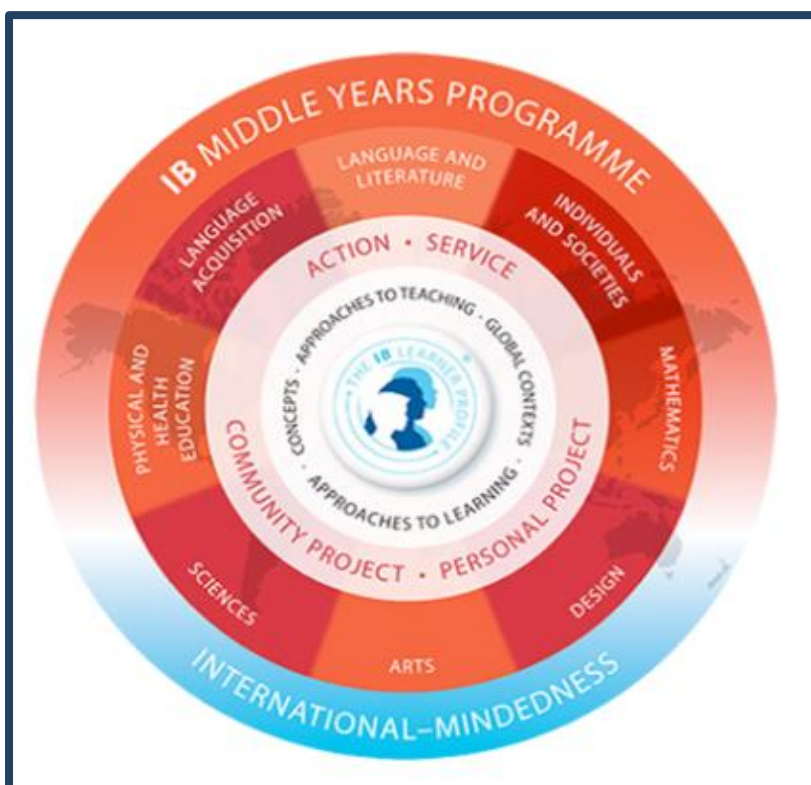 IB MIDDLE YEARS PROGRAMME
LANGUAGE AND
LITERATURE
INDIVIDUALS
AND SOCIETIES
MATHEMATICS
DESIGN
ARTS
SCIENCES
PHYSICAL AND
HEALTH
EDUCATION
LANGUAGE
ACQUISITION
ACTION • SERVICE
COMMUNITY PROJECT • PERSONAL PROJECT
· CONCEPTS · APPROACHES TO TEACHING · GLOBAL CONTEXTS ·
APPROACHES TO LEARNING
• THE IB LEARNER PROFILE •
®
INTERNATIONAL–MINDEDNESS